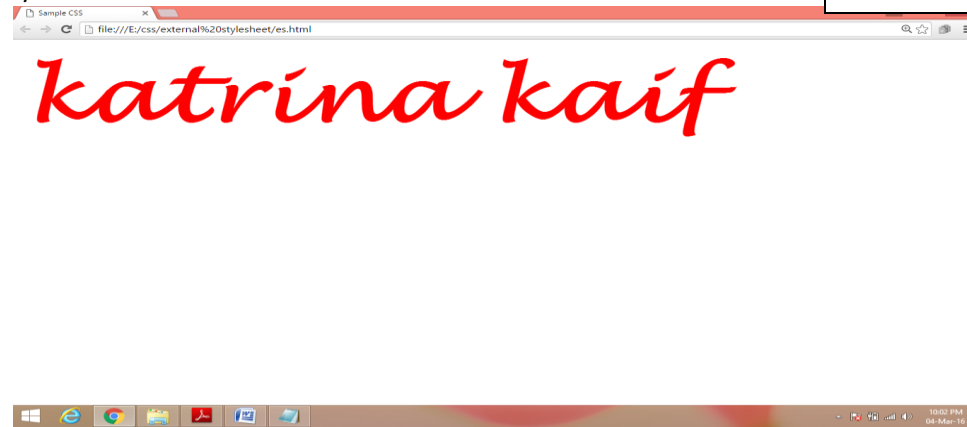 Sample CSS
file:///E:/css/external%20stylesheet/es.html
katrina kaif
10:02 PM
04-Mar-16